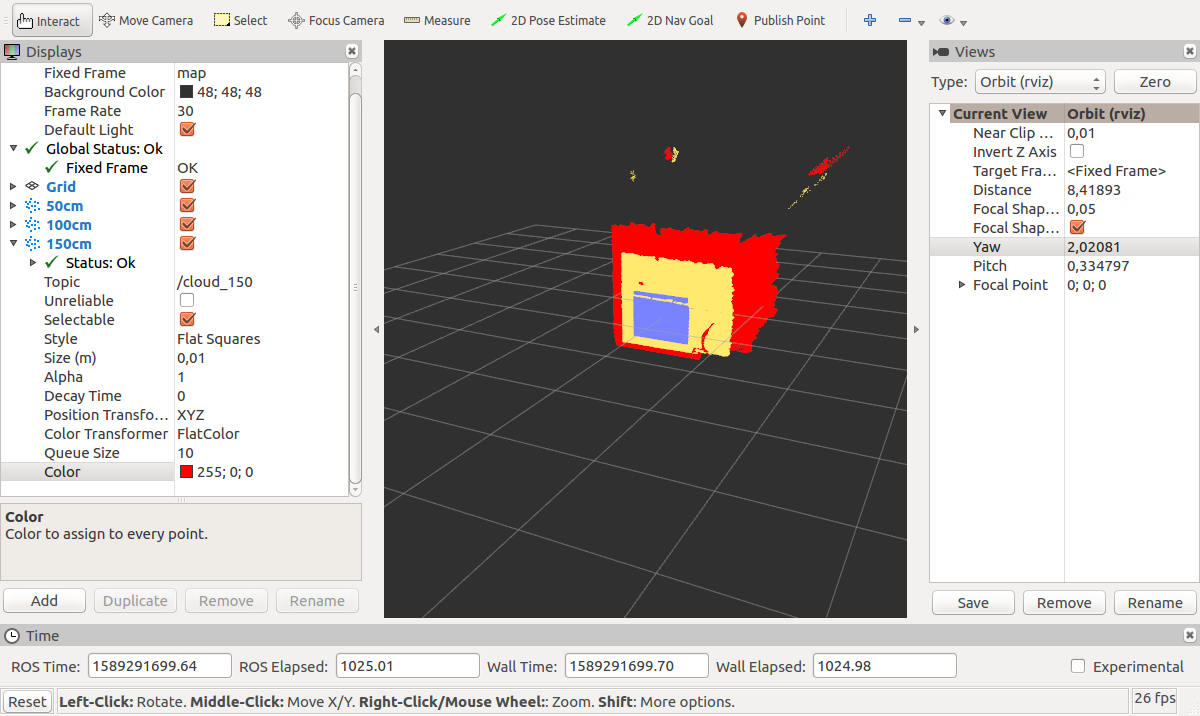 Interact Move Camera Select Focus Camera Measure 2D Pose Estimate 2D Nav Goal Publish Point
Displays
Fixed Frame map
Background Color 48; 48; 48
Frame Rate 30
Default Light
Global Status: Ok
Fixed Frame OK
Grid
50cm
100cm
150cm
Status: Ok
Topic /cloud_150
Unreliable
Selectable
Style Flat Squares
Size (m) 0,01
Alpha 1
Decay Time 0
Position Transfo... XYZ
Color Transformer FlatColor
Queue Size 10
Color 255; 0; 0
Color
Color to assign to every point.
Add Duplicate Remove Rename
Views
Type: Orbit (rviz) Zero
Current View Orbit (rviz)
Near Clip ... 0,01
Invert Z Axis
Target Fra... <Fixed Frame>
Distance 8,41893
Focal Shap... 0,05
Focal Shap...
Yaw 2,02081
Pitch 0,334797
Focal Point 0; 0; 0
Save Remove Rename
Time
ROS Time: 1589291699.64 ROS Elapsed: 1025.01 Wall Time: 1589291699.70 Wall Elapsed: 1024.98 Experimental
Reset Left-Click: Rotate. Middle-Click: Move X/Y. Right-Click/Mouse Wheel:: Zoom. Shift: More options. 26 fps